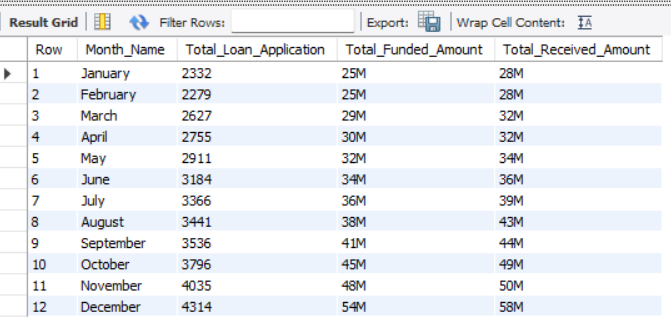 Result Grid Filter Rows: Export: Wrap Cell Content: IA
Row Month_Name Total_Loan_Application Total_Funded_Amount Total_Received_Amount
1 January 2332 25M 28M
2 February 2279 25M 28M
3 March 2627 29M 32M
4 April 2755 30M 32M
5 May 2911 32M 34M
6 June 3184 34M 36M
7 July 3366 36M 39M
8 August 3441 38M 43M
9 September 3536 41M 44M
10 October 3796 45M 49M
11 November 4035 48M 50M
12 December 4314 54M 58M